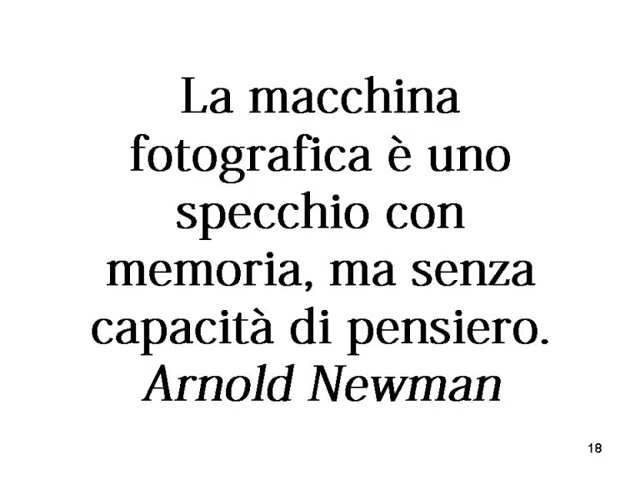 La macchina
fotografica è uno
specchio con
memoria, ma senza
capacità di pensiero.
Arnold Newman
18